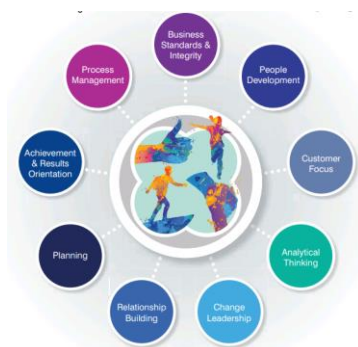 Business
Standards &
Integrity
People
Development
Customer
Focus
Analytical
Thinking
Change
Leadership
Relationship
Building
Planning
Achievement
& Results
Orientation
Process
Management